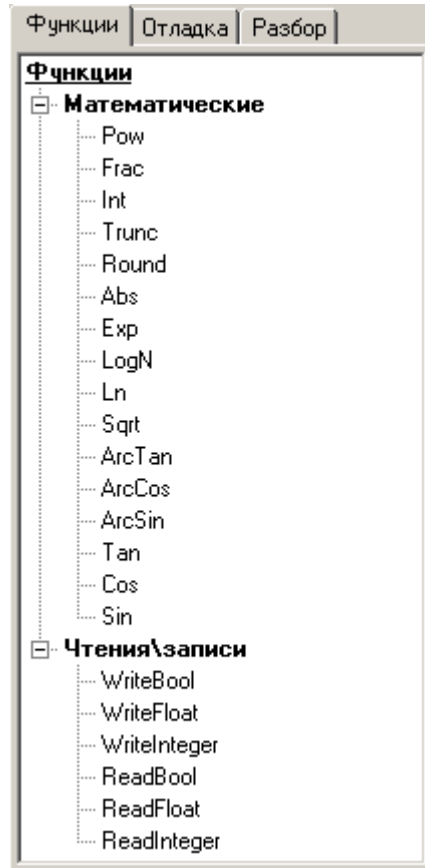 Функции Отладка Разбор
Функции
Математические
Pow
Frac
Int
Trunc
Round
Abs
Exp
LogN
Ln
Sqrt
ArcTan
ArcCos
ArcSin
Tan
Cos
Sin
Чтения\записи
WriteBool
WriteFloat
WriteInteger
ReadBool
ReadFloat
ReadInteger